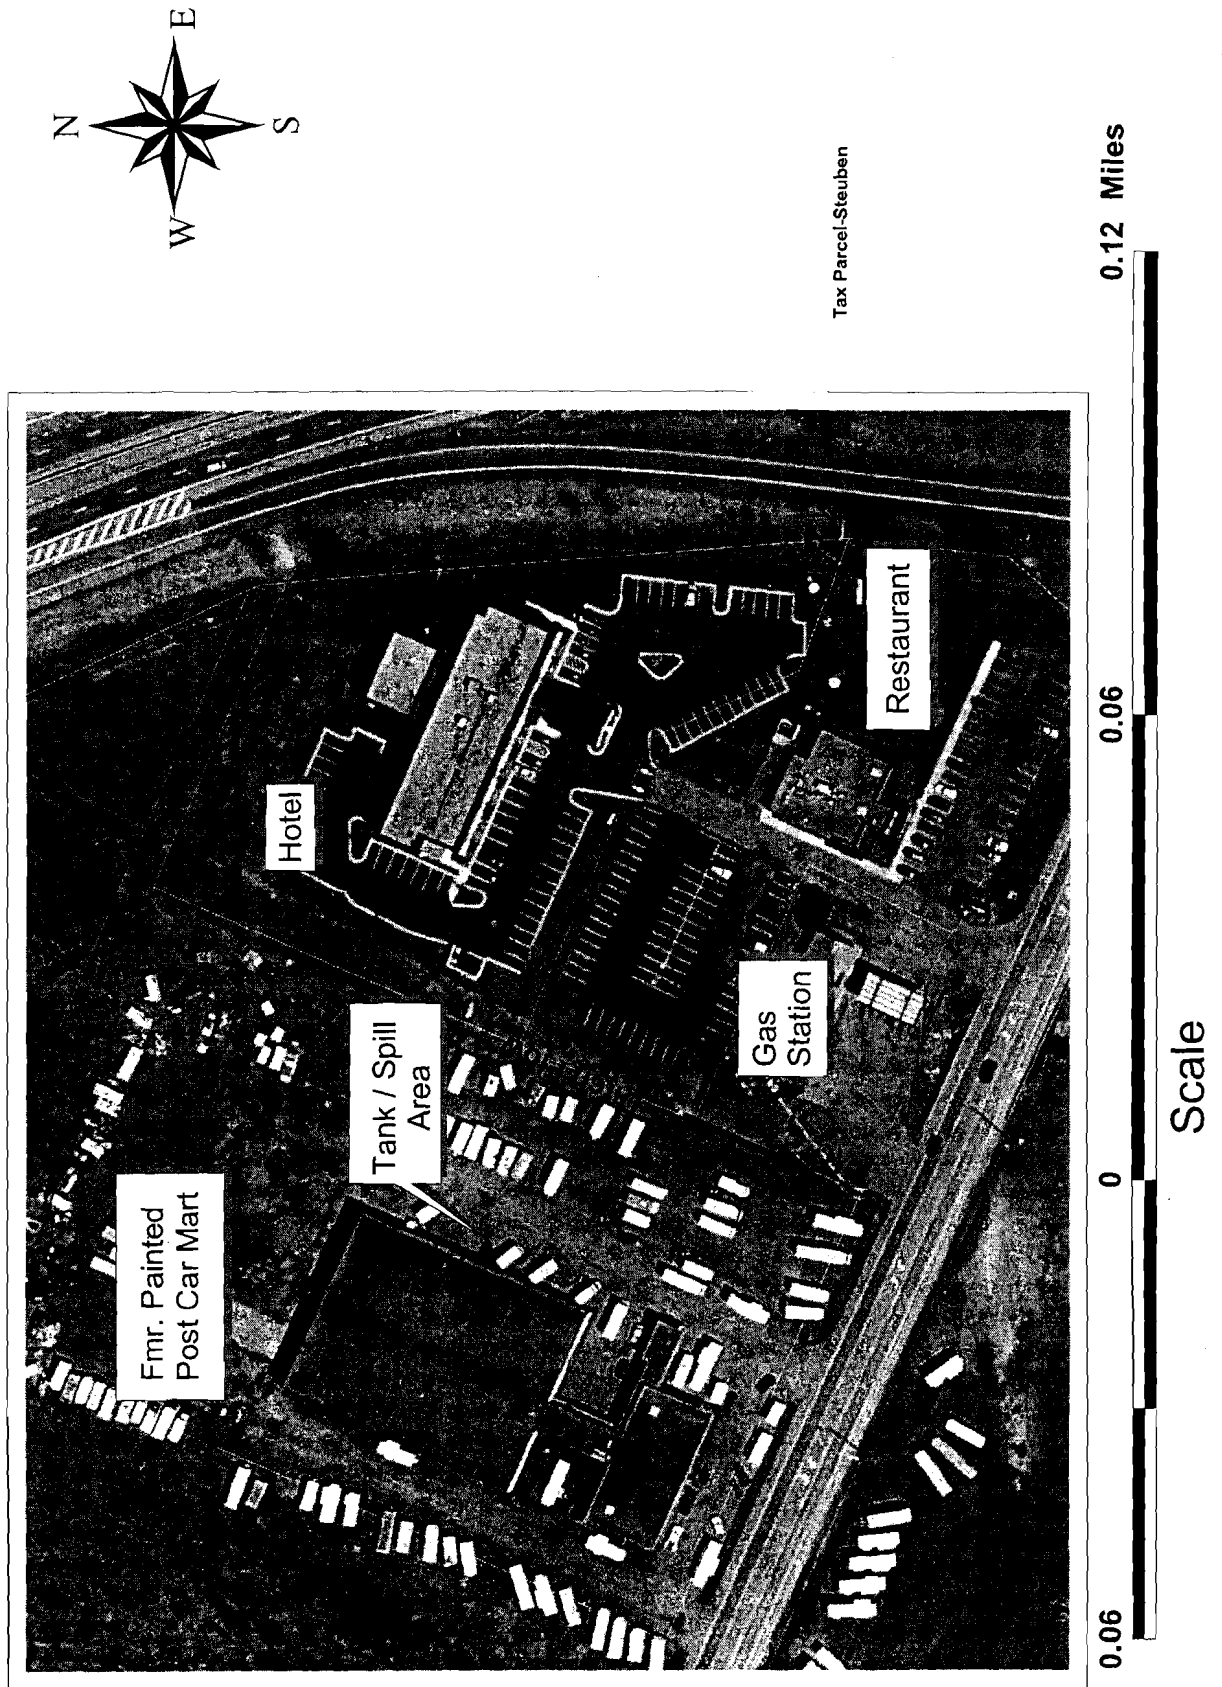 N
W
E
S
Fmr. Painted
Post Car Mart
Tank / Spill
Area
Hotel
Gas
Station
Restaurant
Tax Parcel-Steuben
0.06
0
0.06
0.12 Miles
Scale